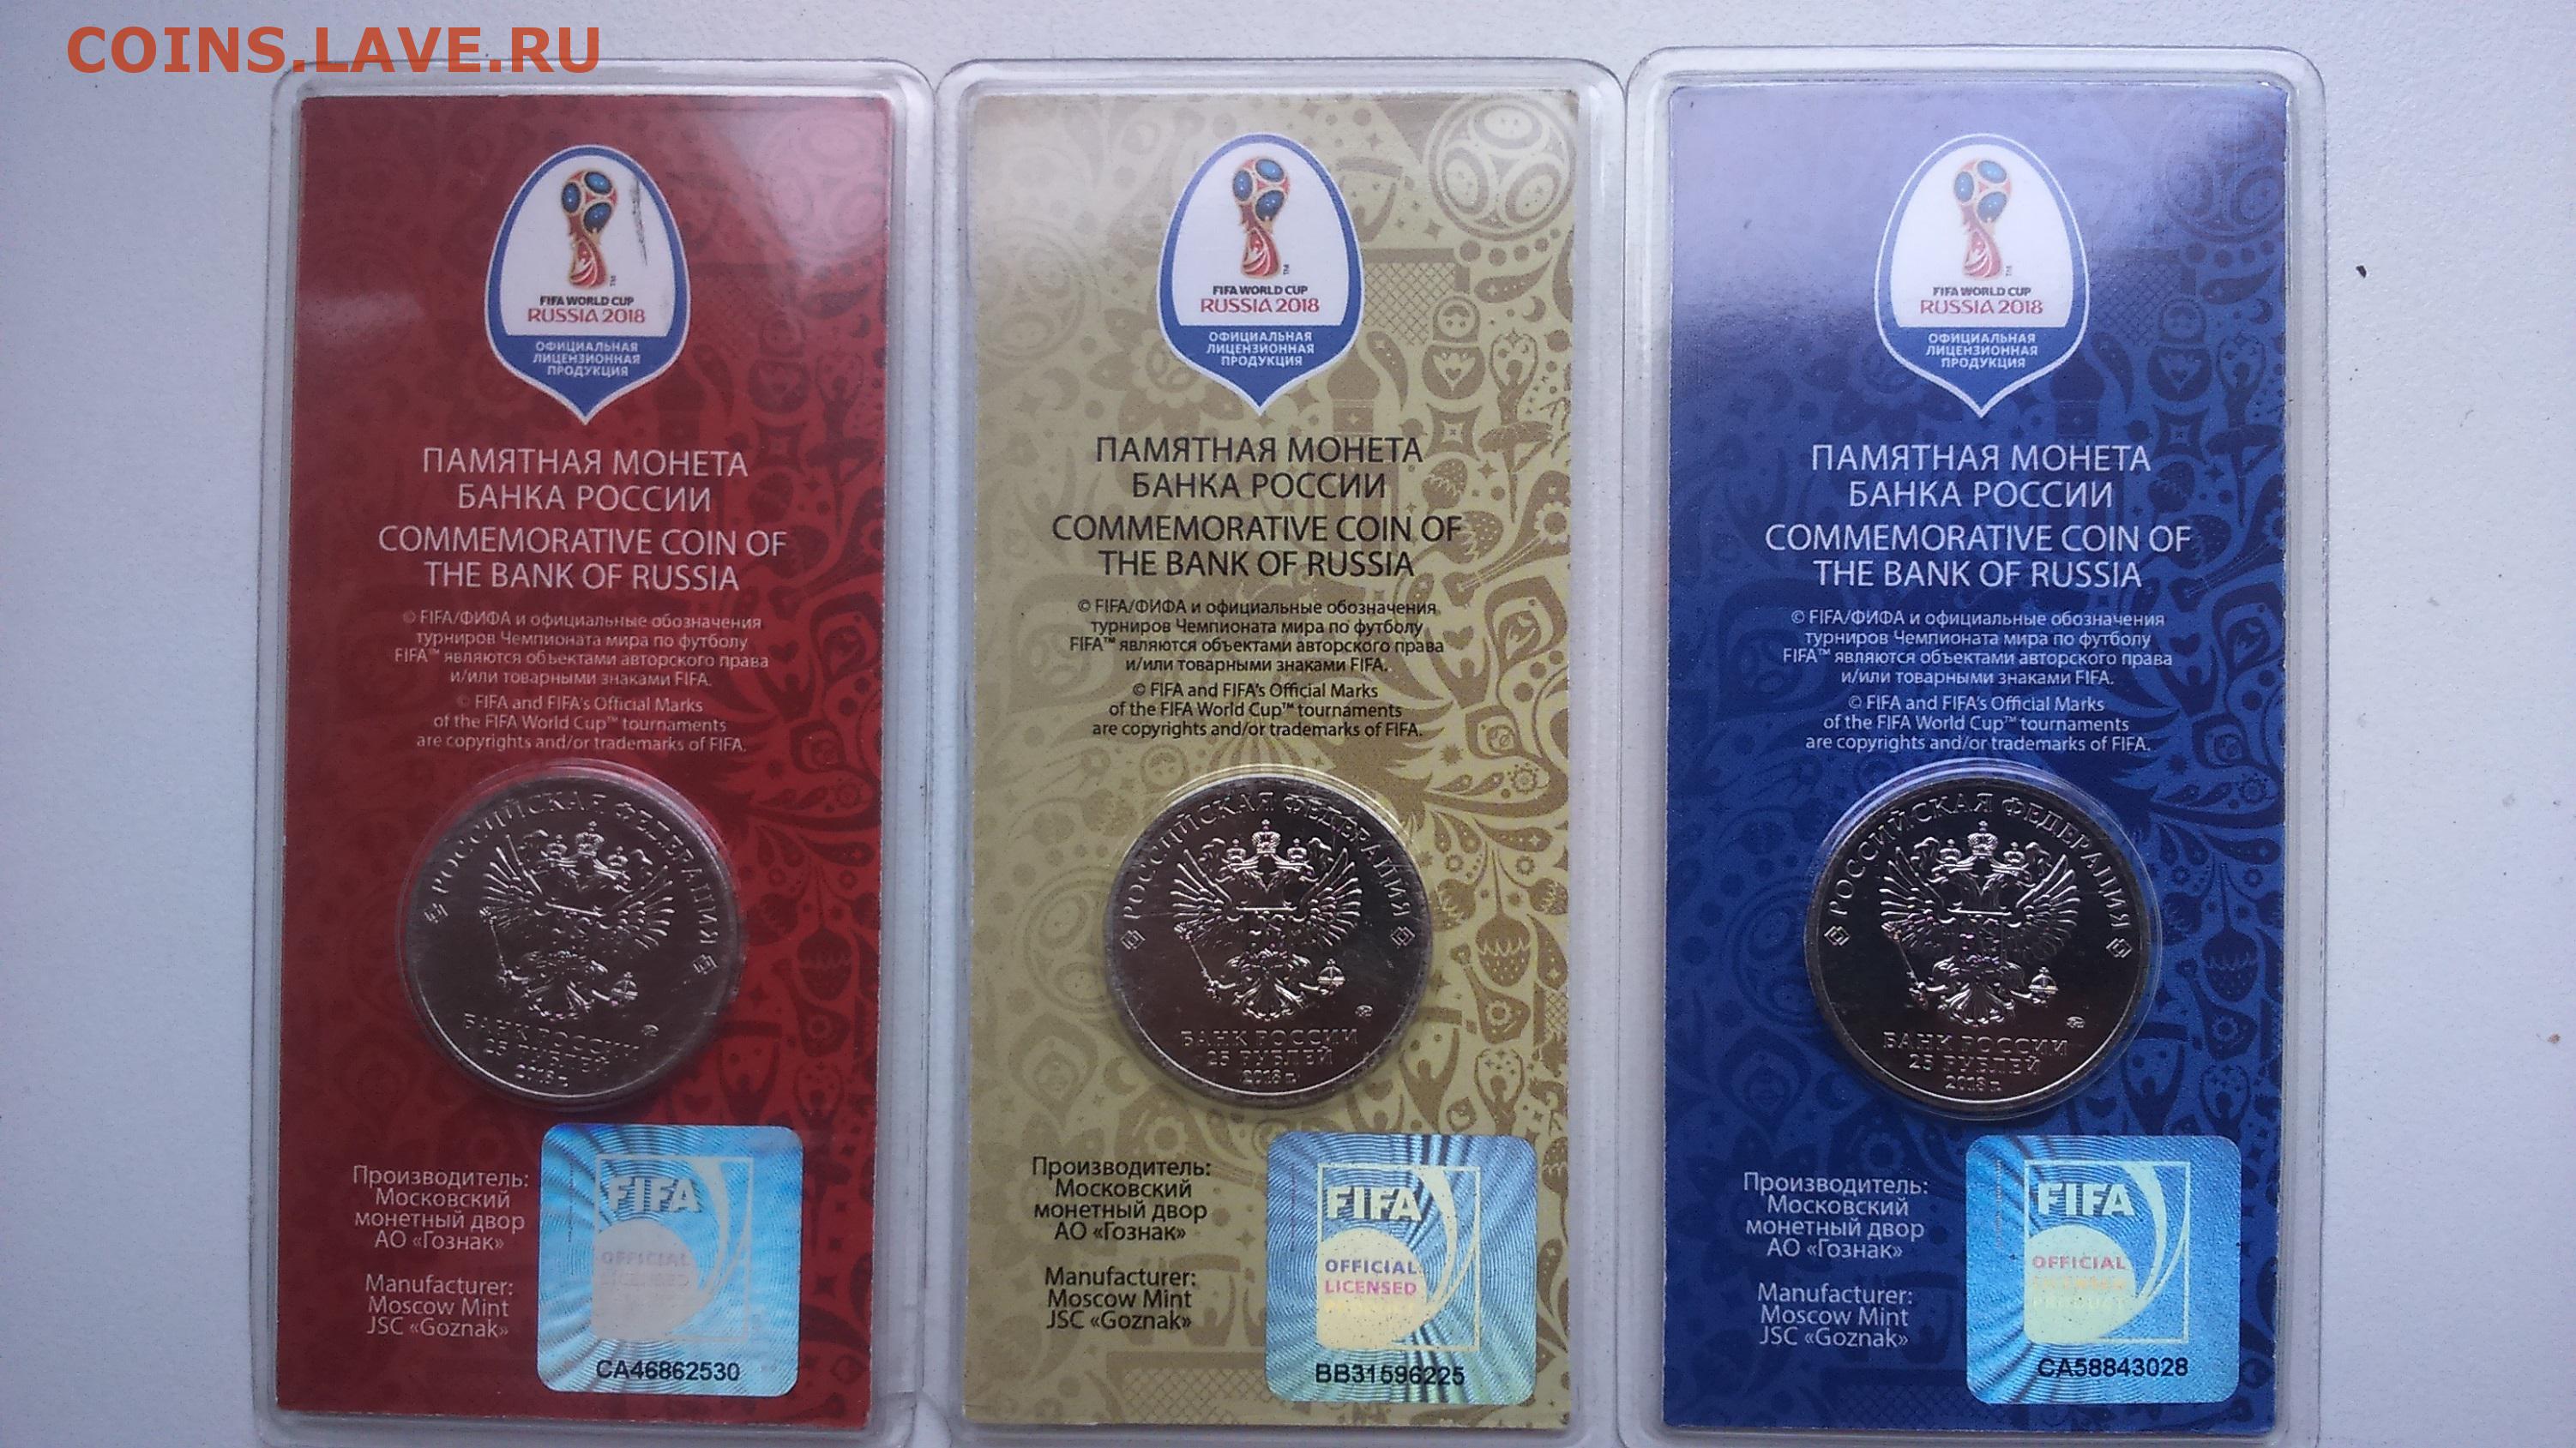 COINS.LAVE.RU
FIFA WORLD CUP
RUSSIA 2018
ОФИЦИАЛЬНАЯ
ЛИЦЕНЗИОННАЯ
ПРОДУКЦИЯ
ПАМЯТНАЯ МОНЕТА
БАНКА РОССИИ
COMMEMORATIVE COIN OF
THE BANK OF RUSSIA
© FIFA/ФИФА и официальные обозначения
турниров Чемпионата мира по футболу
FIFA™ являются объектами авторского права
и/или товарными знаками FIFA.
© FIFA and FIFA's Official Marks
of the FIFA World Cup™ tournaments
are copyrights and/or trademarks of FIFA.
РОССИЙСКАЯ ФЕДЕРАЦИЯ
БАНК РОССИИ
25 РУБЛЕЙ
2018 г.
Производитель:
Московский
монетный двор
АО «Гознак»
Manufacturer:
Moscow Mint
JSC «Goznak»
FIFA
OFFICIAL
CA46862530
FIFA WORLD CUP
RUSSIA 2018
ОФИЦИАЛЬНАЯ
ЛИЦЕНЗИОННАЯ
ПРОДУКЦИЯ
ПАМЯТНАЯ МОНЕТА
БАНКА РОССИИ
COMMEMORATIVE COIN OF
THE BANK OF RUSSIA
© FIFA/ФИФА и официальные обозначения
турниров Чемпионата мира по футболу
FIFA™ являются объектами авторского права
и/или товарными знаками FIFA.
© FIFA and FIFA's Official Marks
of the FIFA World Cup™ tournaments
are copyrights and/or trademarks of FIFA.
РОССИЙСКАЯ ФЕДЕРАЦИЯ
БАНК РОССИИ
25 РУБЛЕЙ
2018 г.
Производитель:
Московский
монетный двор
АО «Гознак»
Manufacturer:
Moscow Mint
JSC «Goznak»
FIFA
OFFICIAL
LICENSED
BB31596225
FIFA WORLD CUP
RUSSIA 2018
ОФИЦИАЛЬНАЯ
ЛИЦЕНЗИОННАЯ
ПРОДУКЦИЯ
ПАМЯТНАЯ МОНЕТА
БАНКА РОССИИ
COMMEMORATIVE COIN OF
THE BANK OF RUSSIA
© FIFA/ФИФА и официальные обозначения
турниров Чемпионата мира по футболу
FIFA™ являются объектами авторского права
и/или товарными знаками FIFA.
© FIFA and FIFA's Official Marks
of the FIFA World Cup™ tournaments
are copyrights and/or trademarks of FIFA.
РОССИЙСКАЯ ФЕДЕРАЦИЯ
БАНК РОССИИ
25 РУБЛЕЙ
2018 г.
Производитель:
Московский
монетный двор
АО «Гознак»
Manufacturer:
Moscow Mint
JSC «Goznak»
FIFA
OFFICIAL
CA58843028